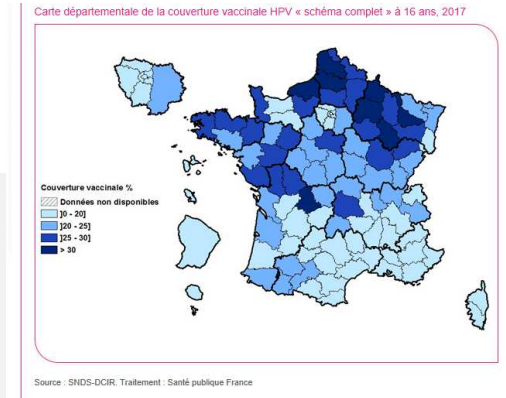 Carte départementale de la couverture vaccinale HPV « schéma complet » à 16 ans, 2017
Couverture vaccinale %
Données non disponibles
]0 - 20]
]20 - 25]
]25 - 30]
> 30
Source : SNDS-DCIR. Traitement : Santé publique France